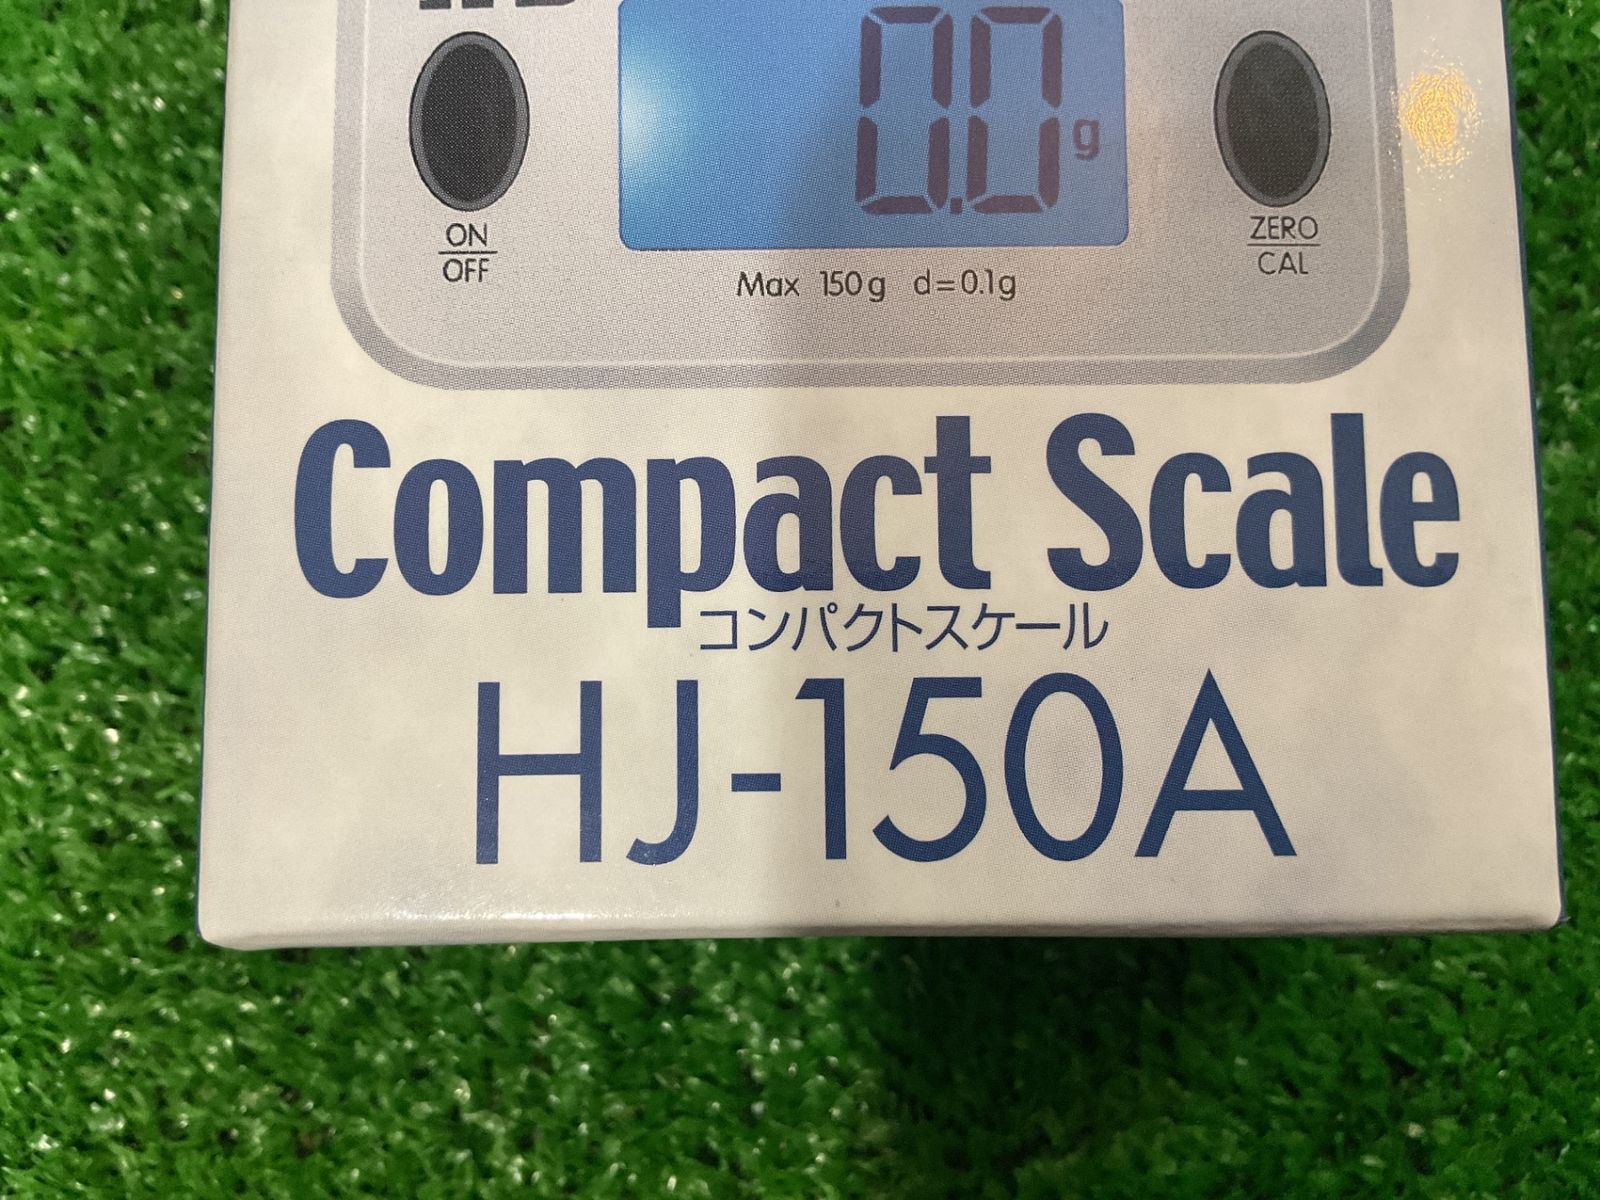 0.0 g
ON
OFF
ZERO
CAL
Max 150g d=0.1g
Compact Scale
コンパクトスケール
HJ-150A